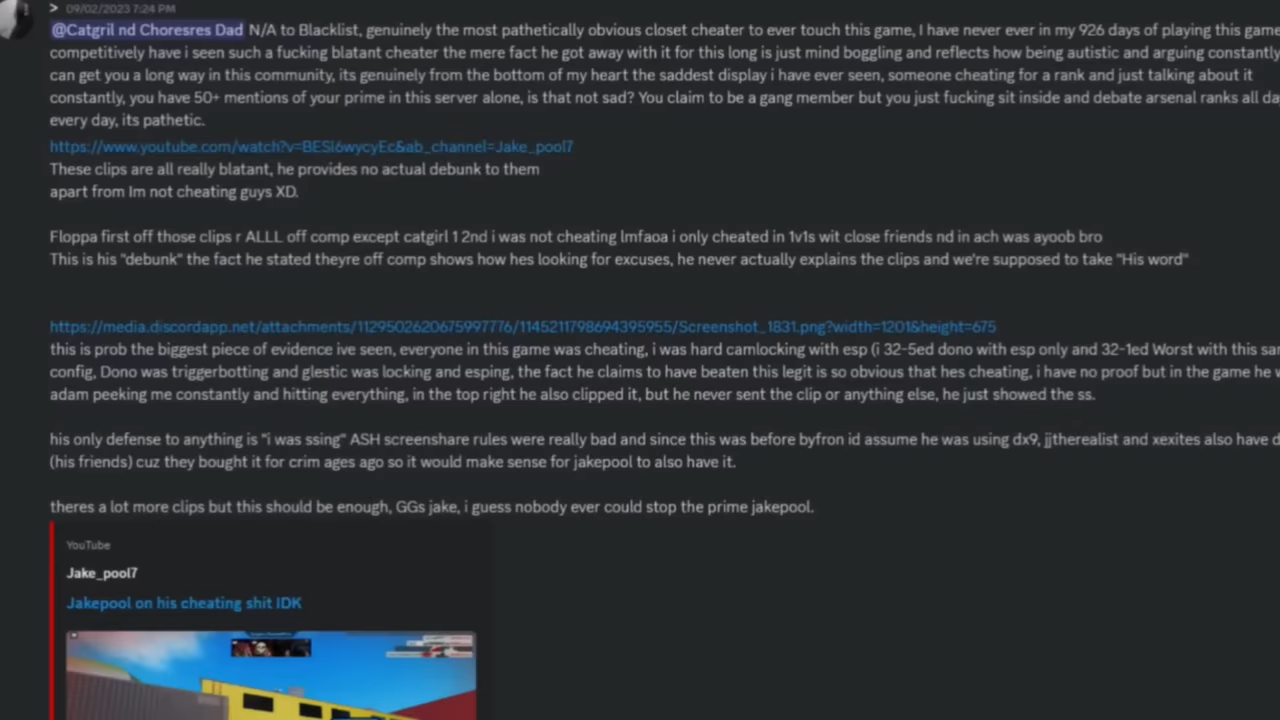 > 09/02/2023 7:24 PM
@Catgril nd Choresres Dad N/A to Blacklist, genuinely the most pathetically obvious closet cheater to ever touch this game, I have never ever in my 926 days of playing this game
competitively have i seen such a fucking blatant cheater the mere fact he got away with it for this long is just mind boggling and reflects how being autistic and arguing constantly
can get you a long way in this community, its genuinely from the bottom of my heart the saddest display i have ever seen, someone cheating for a rank and just talking about it
constantly, you have 50+ mentions of your prime in this server alone, is that not sad? You claim to be a gang member but you just fucking sit inside and debate arsenal ranks all da
every day, its pathetic.
https://www.youtube.com/watch?v=BESl6wycyEc&ab_channel=Jake_pool7
These clips are all really blatant, he provides no actual debunk to them
apart from Im not cheating guys XD.
Floppa first off those clips r ALLL off comp except catgirl 1 2nd i was not cheating lmfaoa i only cheated in 1v1s wit close friends nd in ach was ayoob bro
This is his "debunk" the fact he stated theyre off comp shows how hes looking for excuses, he never actually explains the clips and we're supposed to take "His word"
https://media.discordapp.net/attachments/1129502620675997776/1145211798694395955/Screenshot_1831.png?width=1201&height=675
this is prob the biggest piece of evidence ive seen, everyone in this game was cheating, i was hard camlocking with esp (i 32-5ed dono with esp only and 32-1ed Worst with this sa
config, Dono was triggerbotting and glestic was locking and esping, the fact he claims to have beaten this legit is so obvious that hes cheating, i have no proof but in the game he w
adam peeking me constantly and hitting everything, in the top right he also clipped it, but he never sent the clip or anything else, he just showed the ss.
his only defense to anything is "i was ssing" ASH screenshare rules were really bad and since this was before byfron id assume he was using dx9, jjtherealist and xexites also have d
(his friends) cuz they bought it for crim ages ago so it would make sense for jakepool to also have it.
theres a lot more clips but this should be enough, GGs jake, i guess nobody ever could stop the prime jakepool.
YouTube
Jake_pool7
Jakepool on his cheating shit IDK